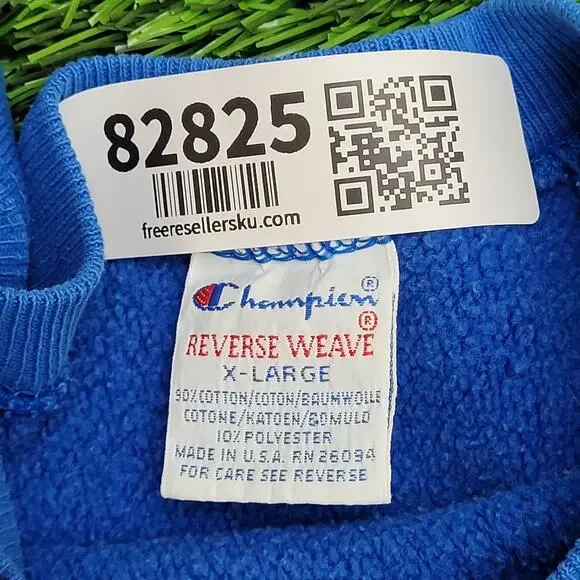 82825
freeresellersku.com
Champion®
®
REVERSE WEAVE
X-LARGE
90%COTTON/COTON/BAUMWOLLE
COTONE/KATOEN/BOMULD
10% POLYESTER
MADE IN U.S.A. RN 26094
FOR CARE SEE REVERSE